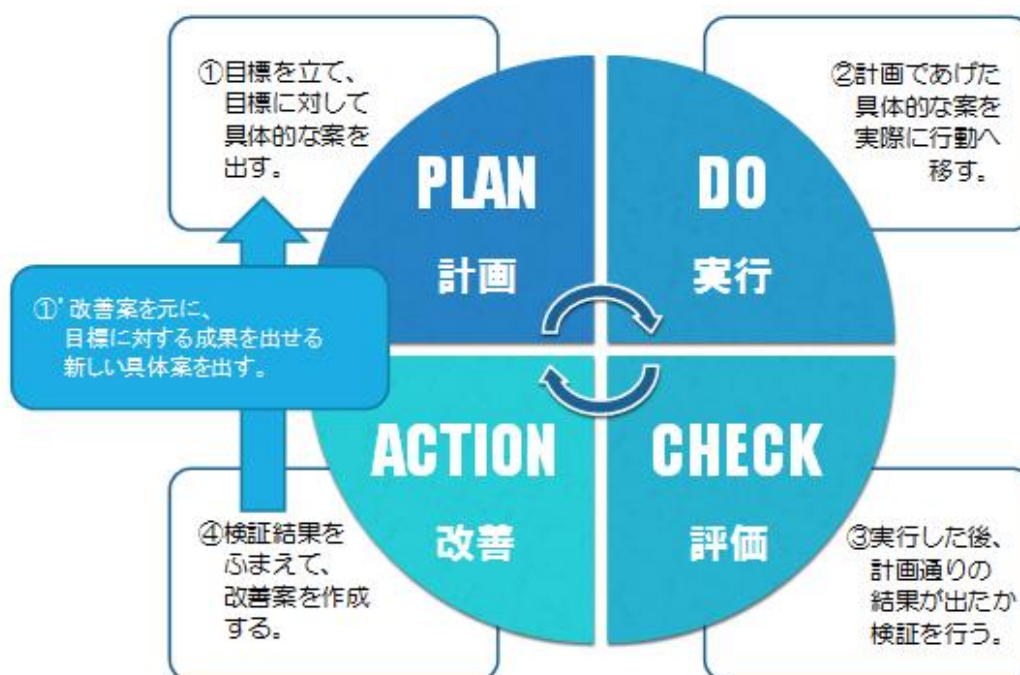 ①目標を立て、
目標に対して
具体的な案を
出す。
PLAN
計画
DO
実行
②計画であげた
具体的な案を
実際に行動へ
移す。
①’改善案を元に、
目標に対する成果を出せる
新しい具体案を出す。
④検証結果を
ふまえて、
改善案を作成
する。
ACTION
改善
CHECK
評価
③実行した後、
計画通りの
結果が出たか
検証を行う。